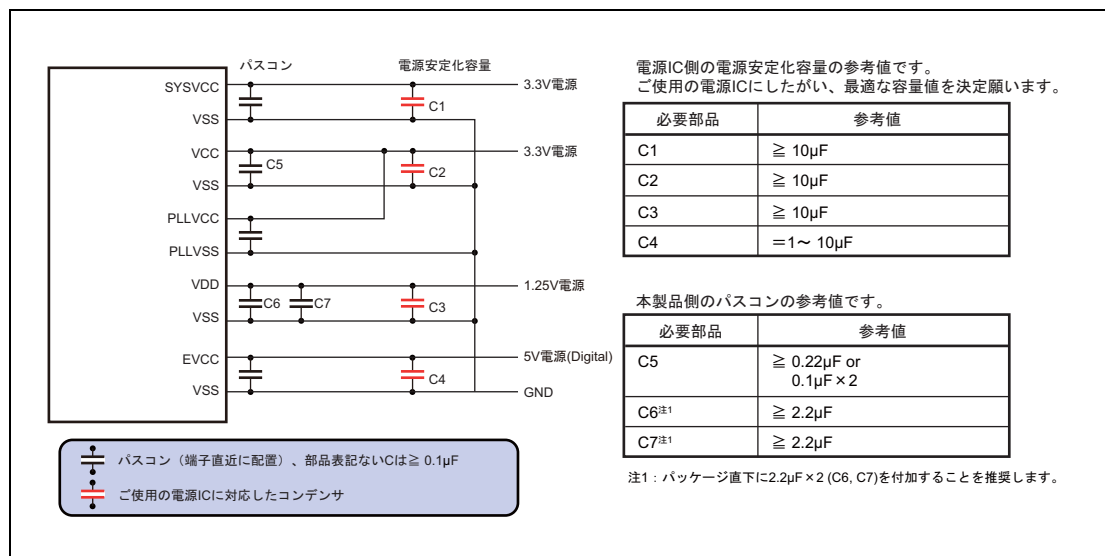 パスコン
電源安定化容量
SYSVCC
3.3V電源
C1
VSS
VCC
3.3V電源
C5
C2
VSS
PLLVCC
PLLVSS
VDD
1.25V電源
C6
C7
C3
VSS
EVCC
5V電源(Digital)
C4
VSS
GND
パスコン（端子直近に配置）、部品表記ないCは≧ 0.1µF
ご使用の電源ICに対応したコンデンサ
電源IC側の電源安定化容量の参考値です。
ご使用の電源ICにしたがい、最適な容量値を決定願います。
必要部品 参考値
C1 ≧ 10µF
C2 ≧ 10µF
C3 ≧ 10µF
C4 =1～ 10µF
本製品側のパスコンの参考値です。
必要部品 参考値
C5 ≧ 0.22µF or
0.1µF×2
C6注1 ≧ 2.2µF
C7注1 ≧ 2.2µF
注1：パッケージ直下に2.2µF×2 (C6, C7)を付加することを推奨します。